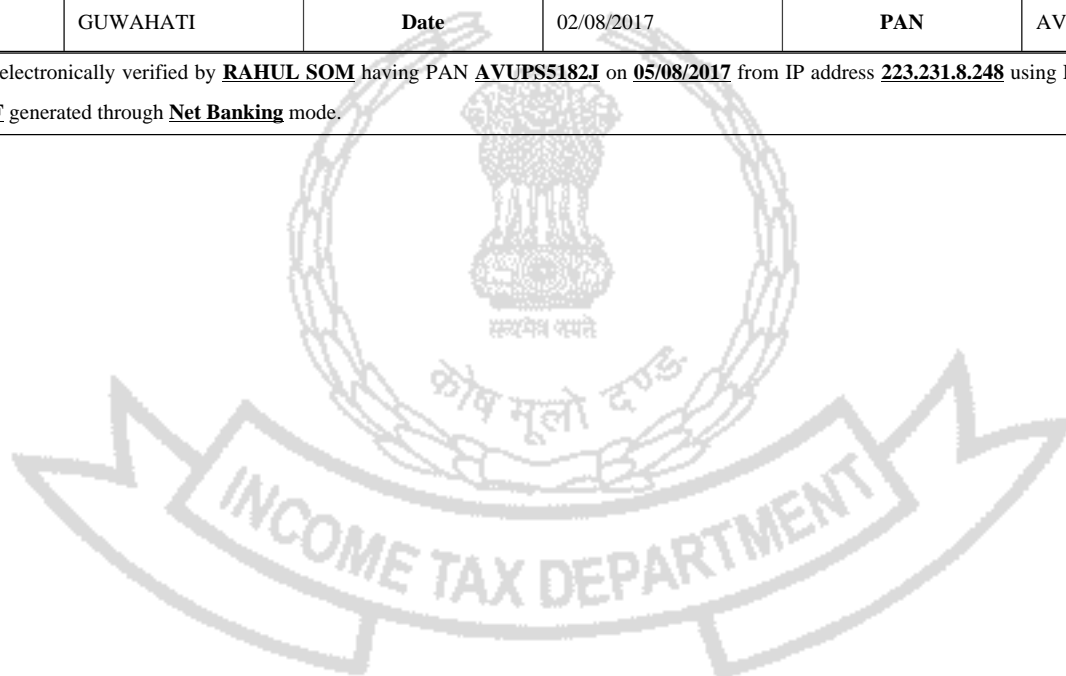 GUWAHATI Date 02/08/2017 PAN AV
electronically verified by RAHUL SOM having PAN AVUPS5182J on 05/08/2017 from IP address 223.231.8.248 using
generated through Net Banking mode.
सत्यमेव जयते
कोष मूलो दण्डः
INCOME TAX DEPARTMENT